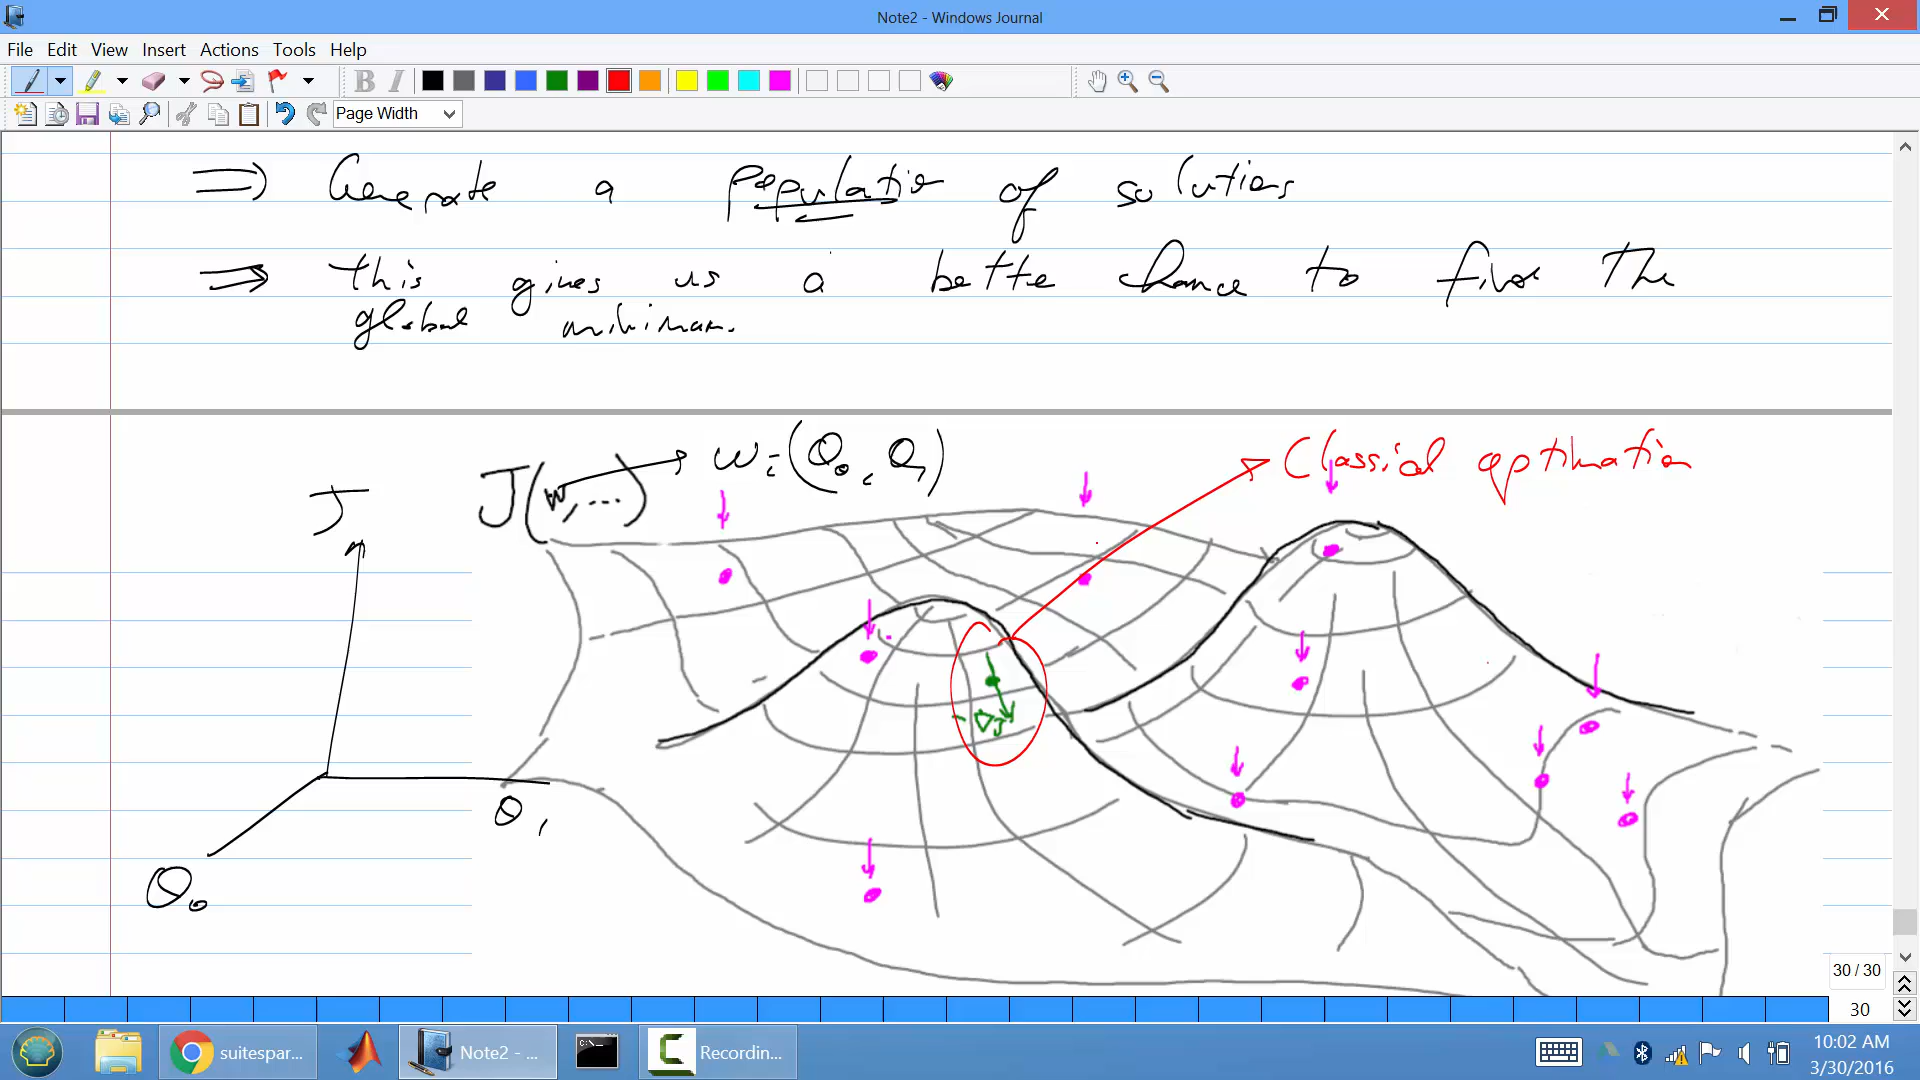 Note2 - Windows Journal
File Edit View Insert Actions Tools Help
B I
Page Width
⇒ Generate a population of solutions
⇒ This gives us a bette chance to find the
global minimum.
J(w, ...) → w = (θ₀, θ₁)
Classical optimation
J
-∇J
θ₁
θ₀
30 / 30
30
suitespar...
Note2 - ...
C:\_
Recordin...
10:02 AM
3/30/2016